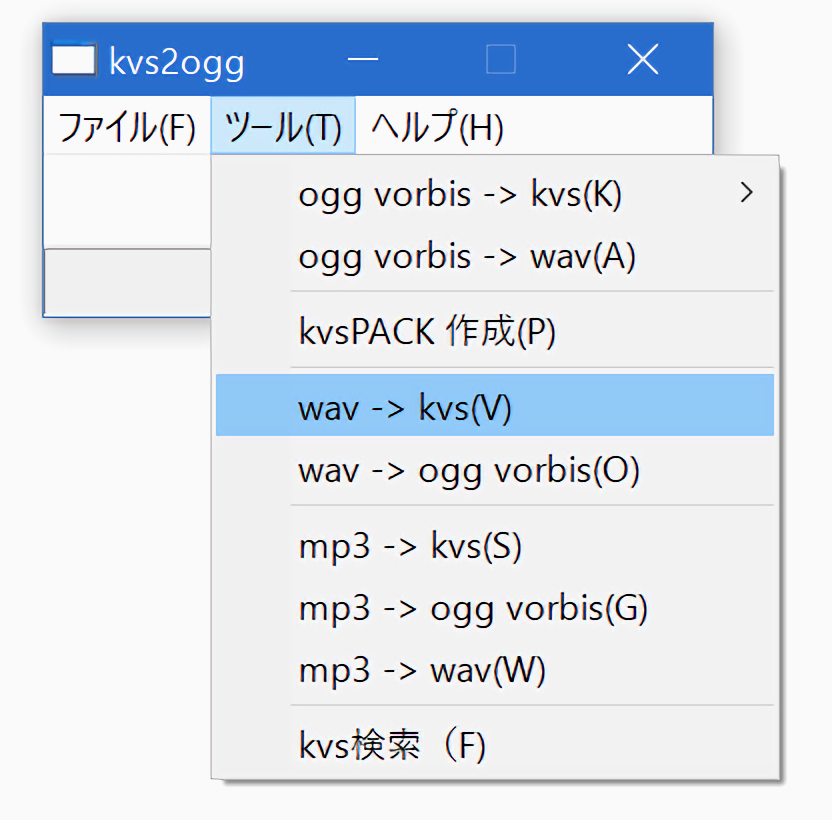 kvs2ogg
ファイル(F) ツール(T) ヘルプ(H)
ogg vorbis -> kvs(K)
ogg vorbis -> wav(A)
kvsPACK 作成(P)
wav -> kvs(V)
wav -> ogg vorbis(O)
mp3 -> kvs(S)
mp3 -> ogg vorbis(G)
mp3 -> wav(W)
kvs検索（F)